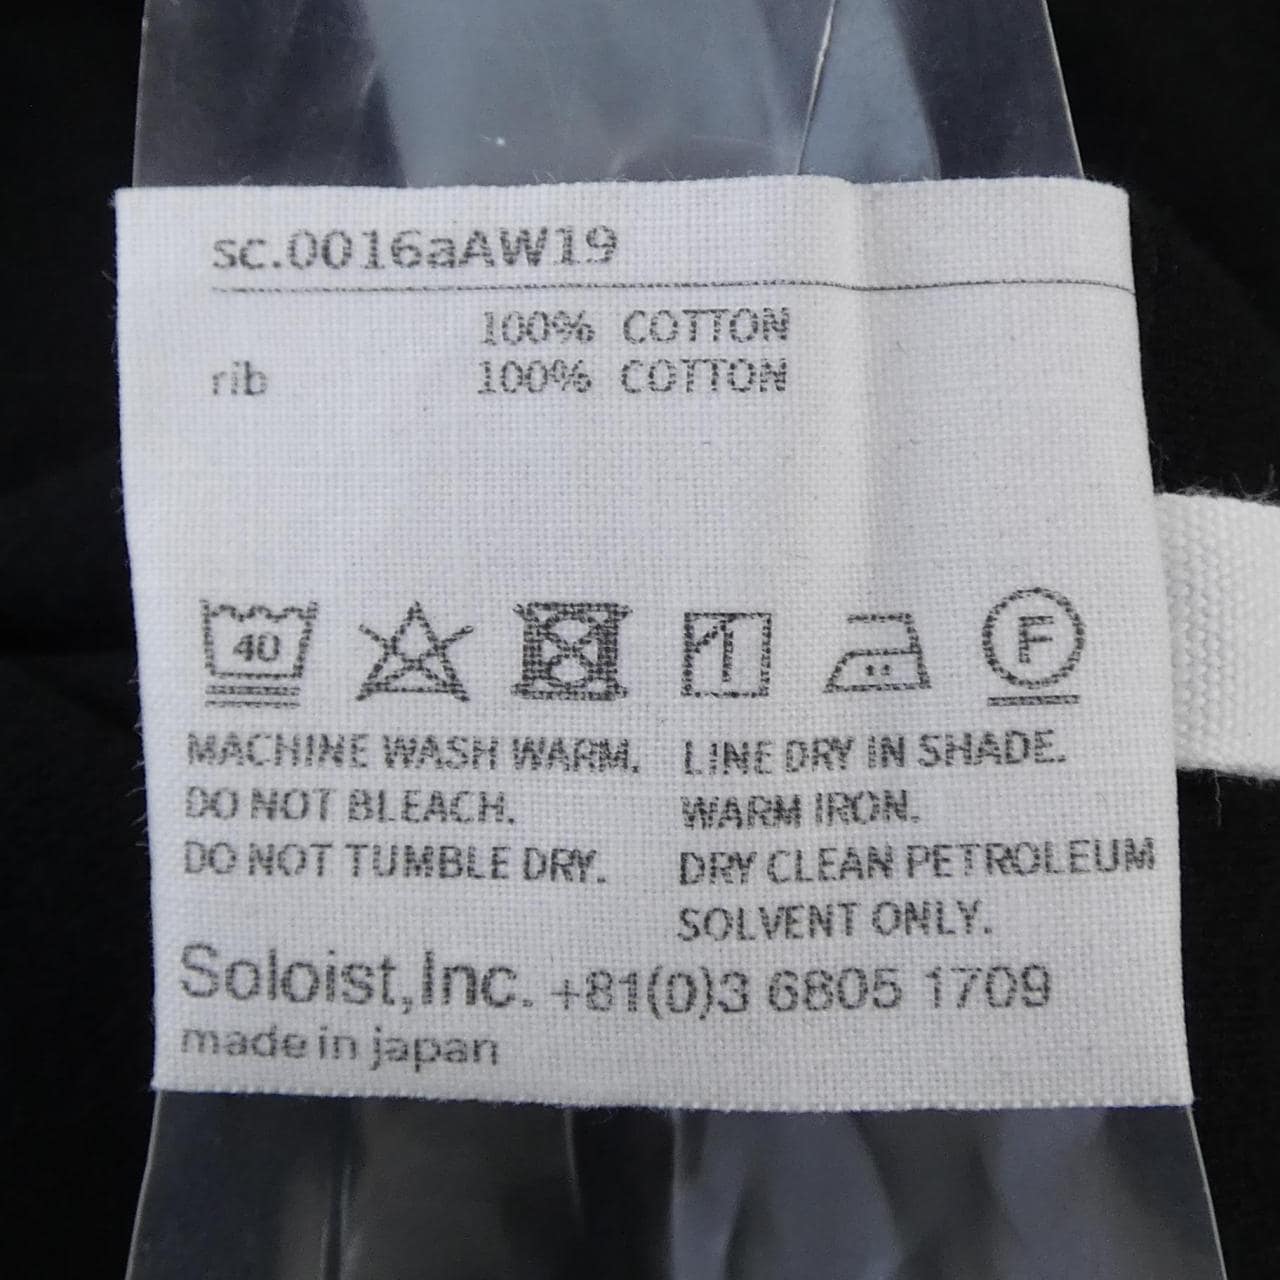 sc.0016aAW19
100% COTTON
rib 100% COTTON
40 F
MACHINE WASH WARM. LINE DRY IN SHADE.
DO NOT BLEACH. WARM IRON.
DO NOT TUMBLE DRY. DRY CLEAN PETROLEUM
SOLVENT ONLY.
Soloist,Inc. +81(0)3 6805 1709
made in japan